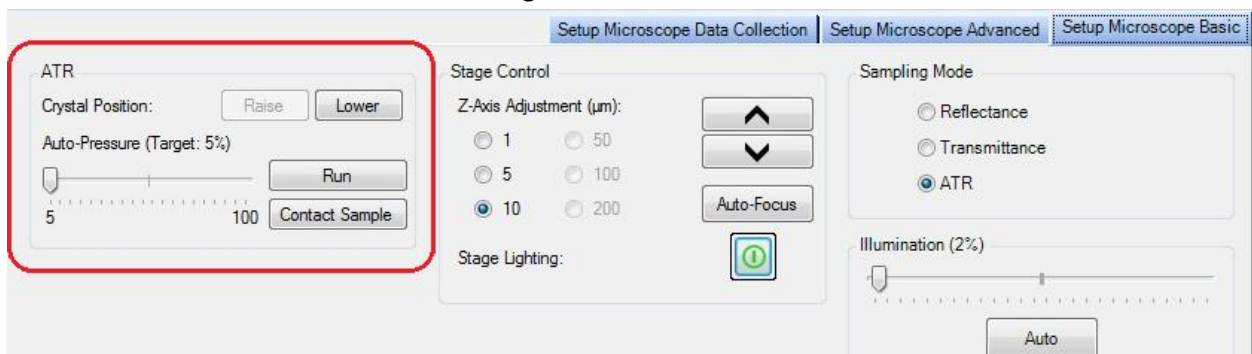 Setup Microscope Data Collection
Setup Microscope Advanced
Setup Microscope Basic
ATR
Crystal Position:
Raise
Lower
Auto-Pressure (Target: 5%)
Run
5
100
Contact Sample
Stage Control
Z-Axis Adjustment (µm):
1
50
5
100
10
200
Auto-Focus
Stage Lighting:
Sampling Mode
Reflectance
Transmittance
ATR
Illumination (2%)
Auto